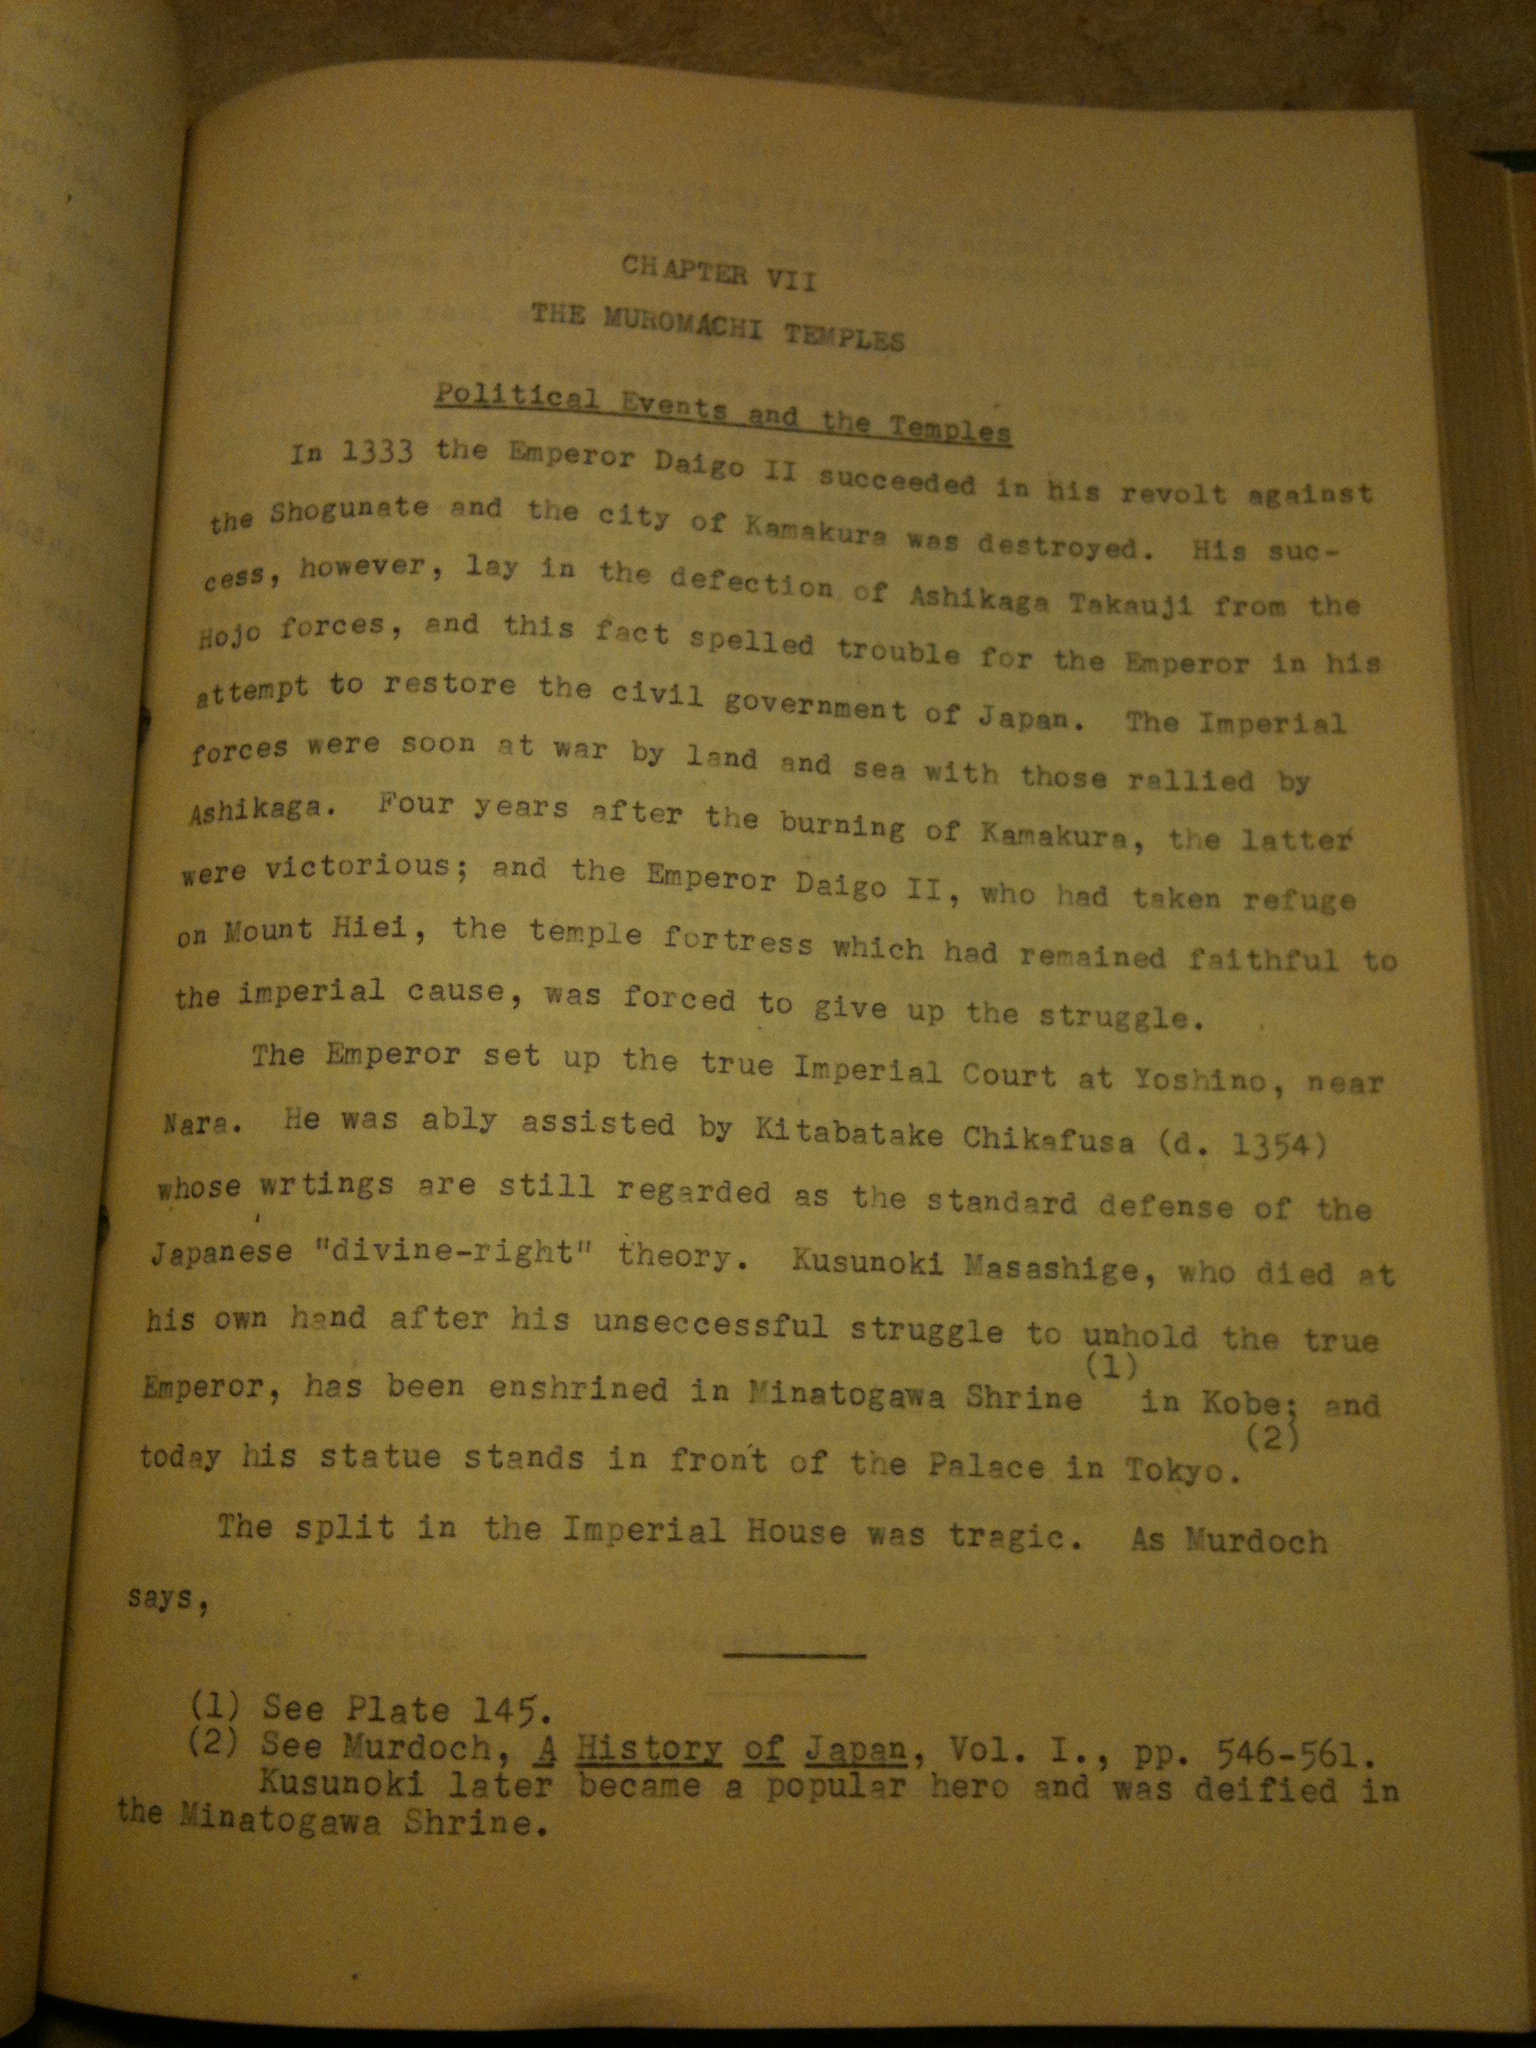 CHAPTER VII
THE MUROMACHI TEMPLES
Political Events and the Temples
In 1333 the Emperor Daigo II succeeded in his revolt against
the Shogunate and the city of Kamakura was destroyed. His suc-
cess, however, lay in the defection of Ashikaga Takauji from the
Hojo forces, and this fact spelled trouble for the Emperor in his
attempt to restore the civil government of Japan. The Imperial
forces were soon at war by land and sea with those rallied by
Ashikaga. Four years after the burning of Kamakura, the latter
were victorious; and the Emperor Daigo II, who had taken refuge
on Mount Hiei, the temple fortress which had remained faithful to
the imperial cause, was forced to give up the struggle.
The Emperor set up the true Imperial Court at Yoshino, near
Nara. He was ably assisted by Kitabatake Chikafusa (d. 1354)
whose wrtings are still regarded as the standard defense of the
Japanese "divine-right" theory. Kusunoki Masashige, who died at
his own hand after his unseccessful struggle to unhold the true
Emperor, has been enshrined in Minatogawa Shrine (1) in Kobe; and
today his statue stands in front of the Palace in Tokyo. (2)
The split in the Imperial House was tragic. As Murdoch
says,
(1) See Plate 145.
(2) See Murdoch, A History of Japan, Vol. I., pp. 546-561.
Kusunoki later became a popular hero and was deified in
the Minatogawa Shrine.